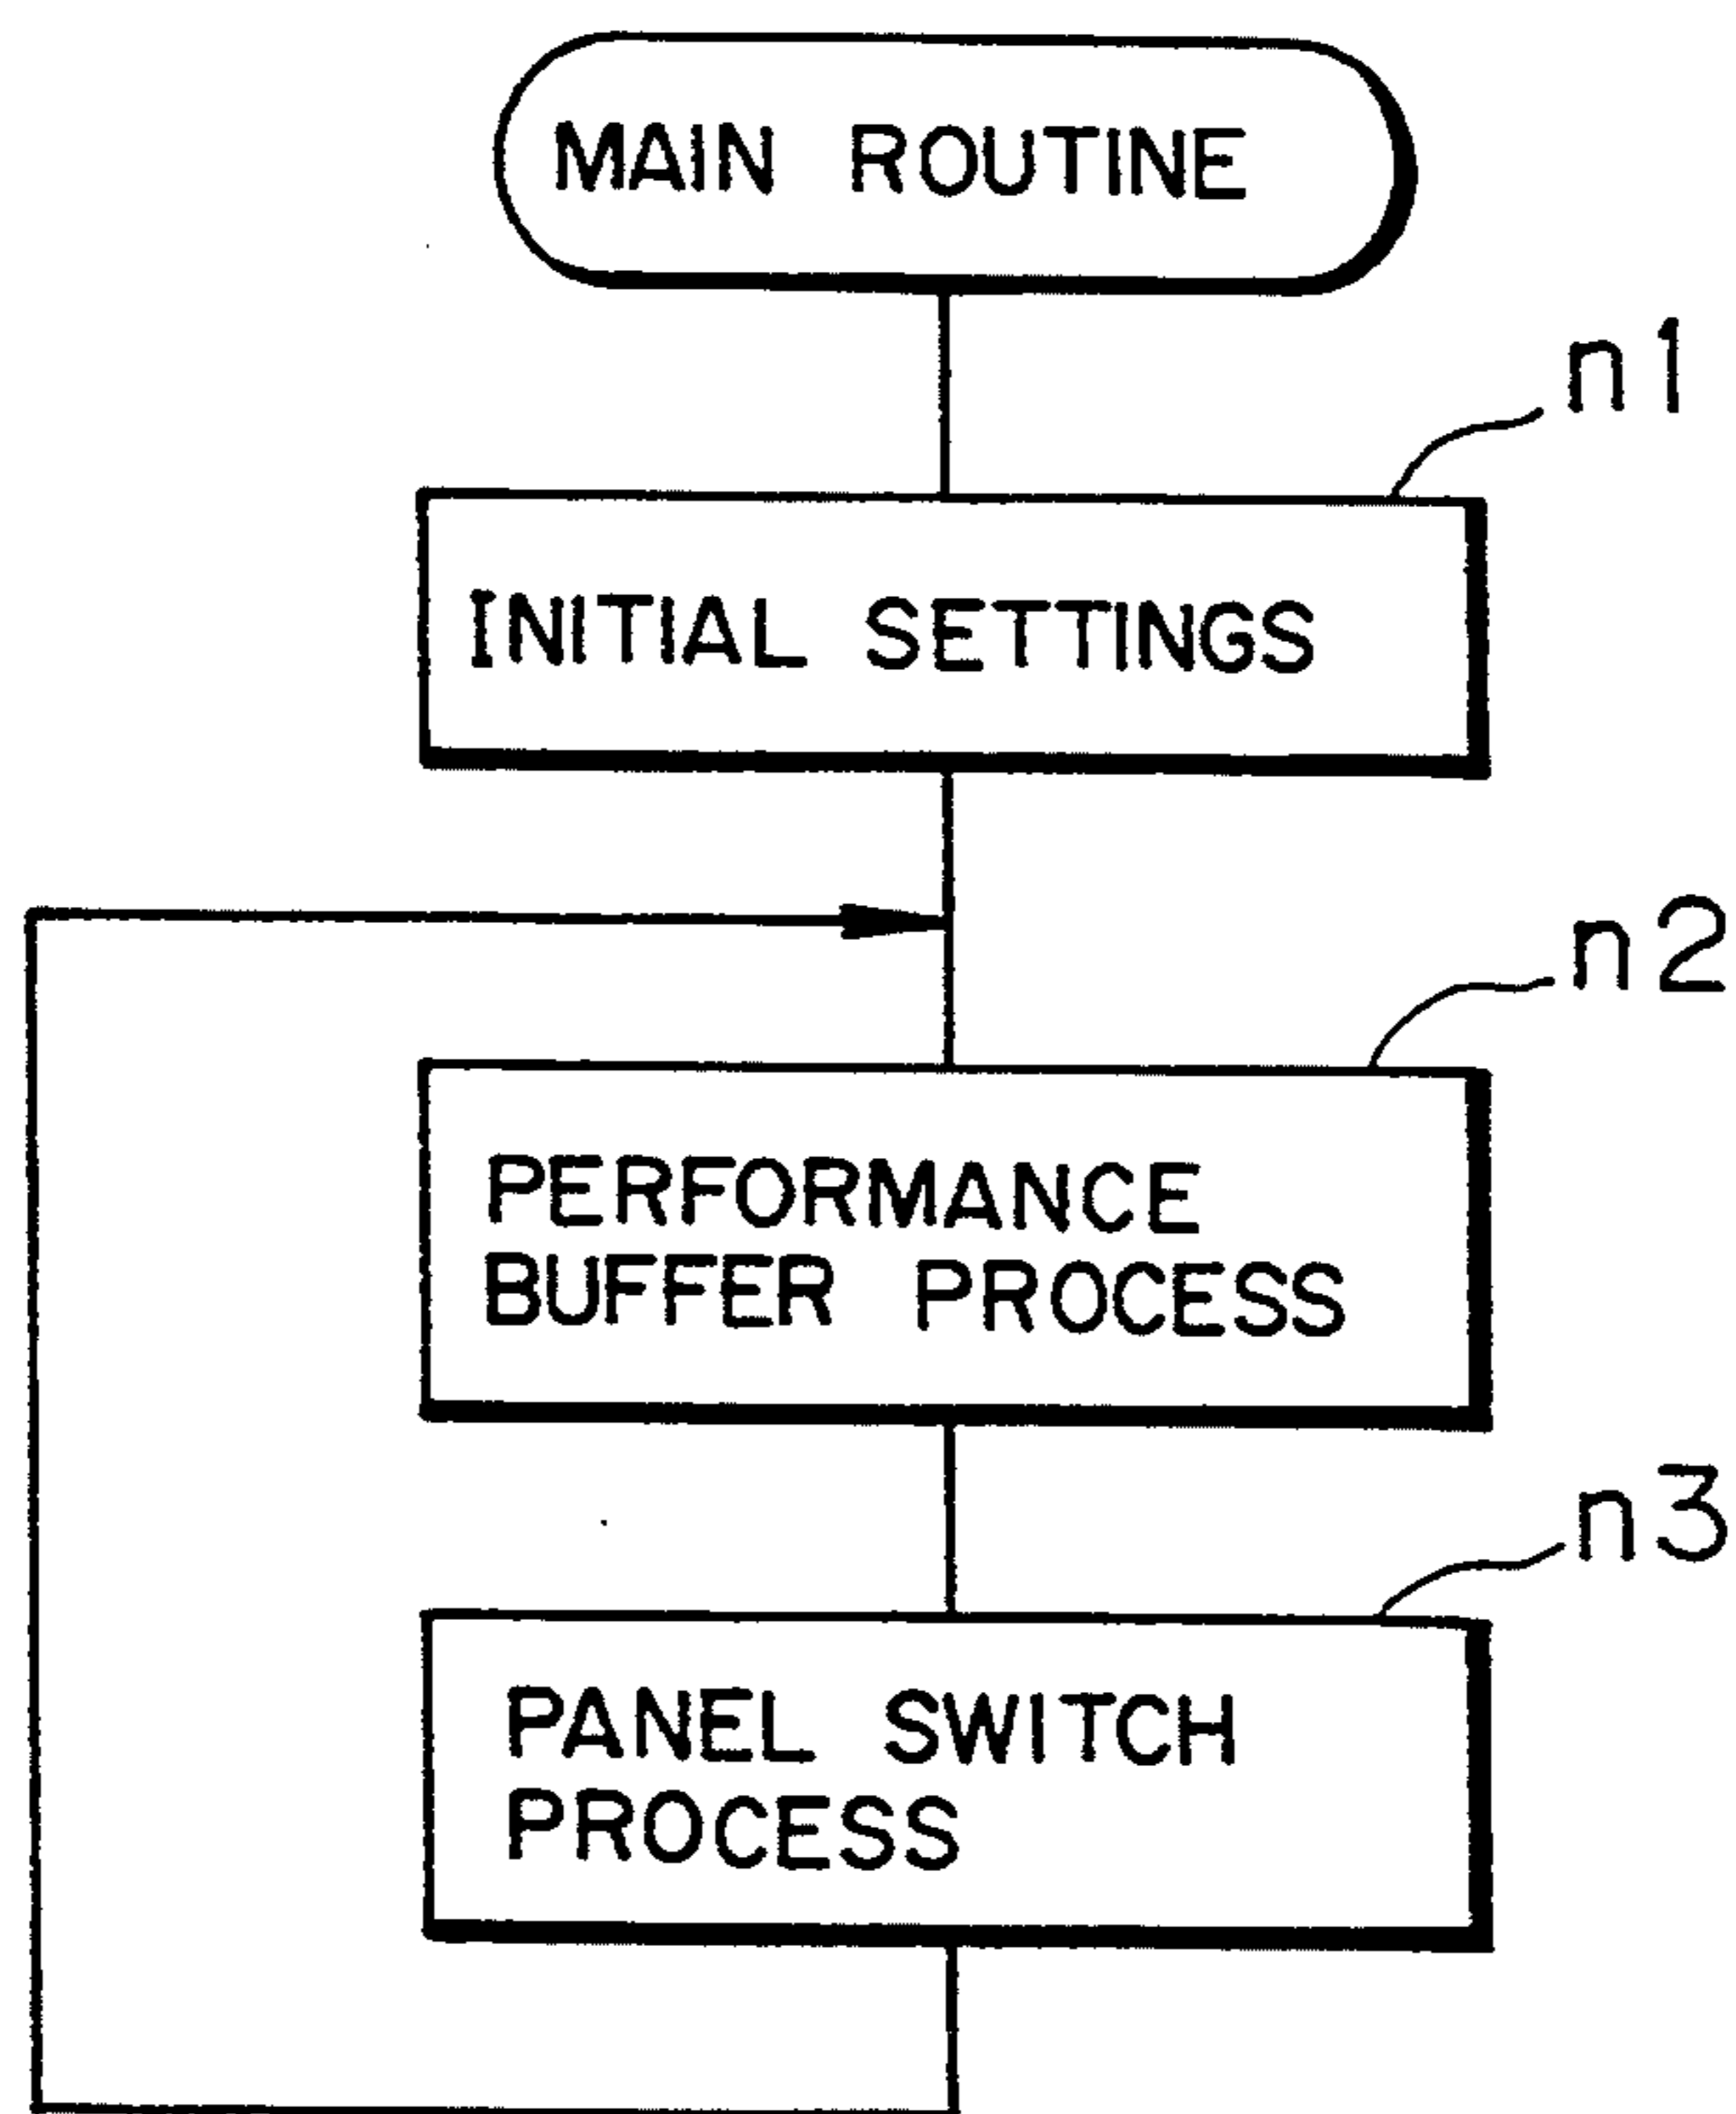 MAIN ROUTINE
n1
INITIAL SETTINGS
n2
PERFORMANCE
BUFFER PROCESS
n3
PANEL SWITCH
PROCESS